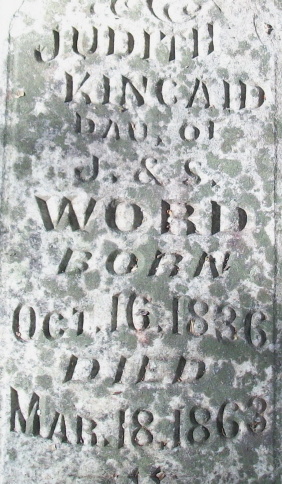 JUDITH
KINCAID
DAU. OF
J. & S.
WORD
BORN
OCT. 16. 1836
DIED
MAR. 18. 1863